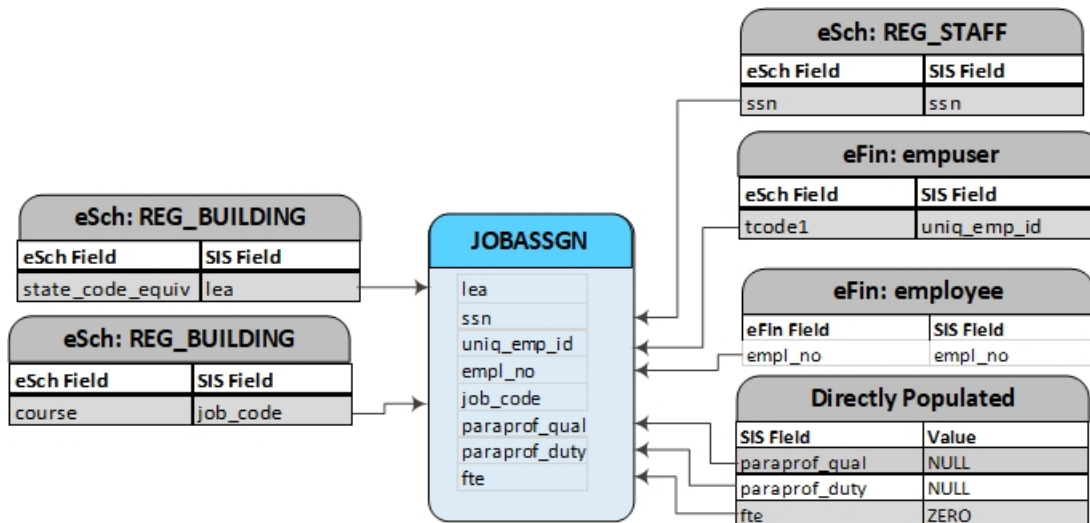 eSch: REG_STAFF
eSch Field SIS Field
ssn ssn
eFin: empuser
eSch Field SIS Field
tcode1 uniq_emp_id
eSch: REG_BUILDING
eSch Field SIS Field
state_code_equiv lea
eSch: REG_BUILDING
eSch Field SIS Field
course job_code
JOBASSGN
lea
ssn
uniq_emp_id
empl_no
job_code
paraprof_qual
paraprof_duty
fte
eFin: employee
eFin Field SIS Field
empl_no empl_no
Directly Populated
SIS Field Value
paraprof_qual NULL
paraprof_duty NULL
fte ZERO